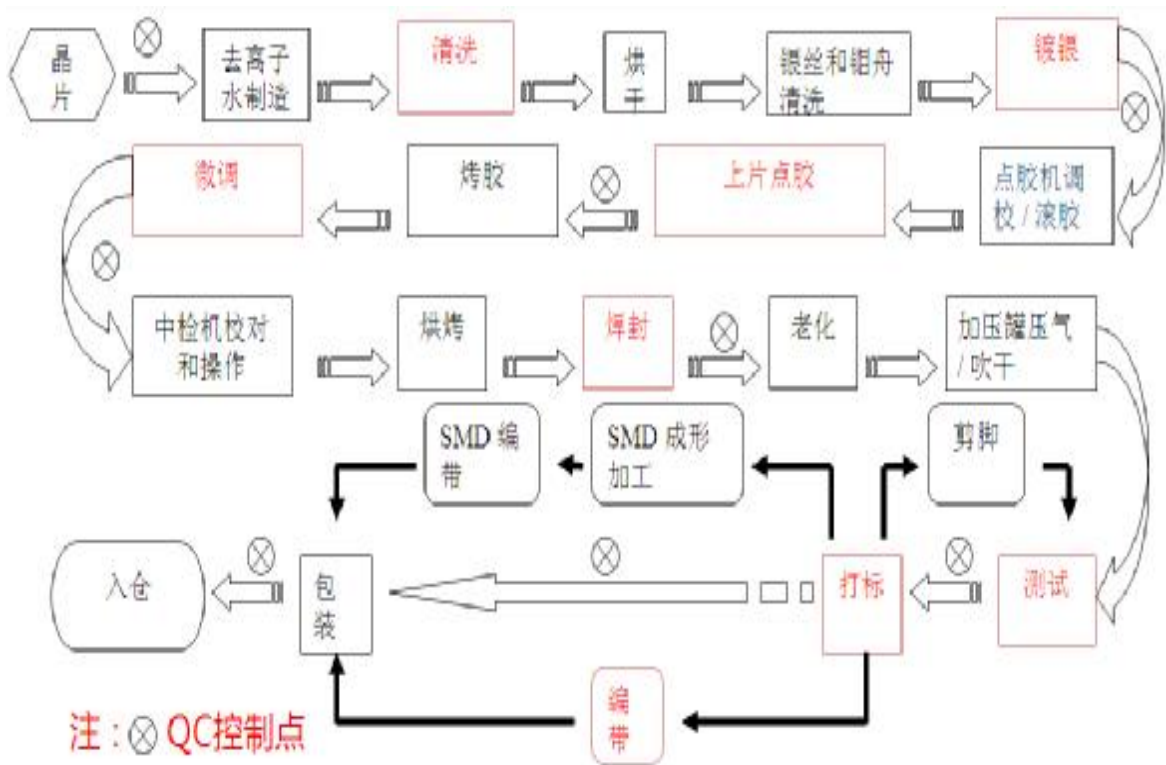 晶
片
去离子
水制造
清洗
烘
干
银丝和钼舟
清洗
镀银
微调
烤胶
上片点胶
点胶机调
校 / 滚胶
中检机校对
和操作
烘烤
焊封
老化
加压罐压气
/ 吹干
SMD 编
带
SMD 成形
加工
剪脚
入仓
包
装
打标
测试
编
带
注：⊗ QC控制点